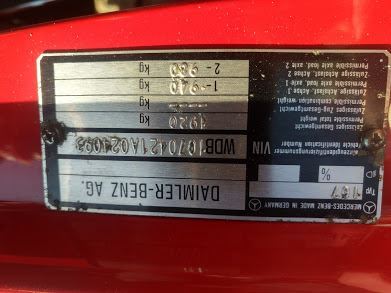 MERCEDES-BENZ MADE IN GERMANY
Typ 107 %
DAIMLER-BENZ AG.
Vehicle Identification Number VIN
Zulässiges Gesamtgewicht
Permissible total weight 1920 kg
Zulässiges Zug-Gesamtgewicht
Permissible combination weight kg
Zulässige Achslast, Achse 1
Permissible axle load, axle 1 1- 940 kg
Zulässige Achslast, Achse 2
Permissible axle load, axle 2 2- 980 kg